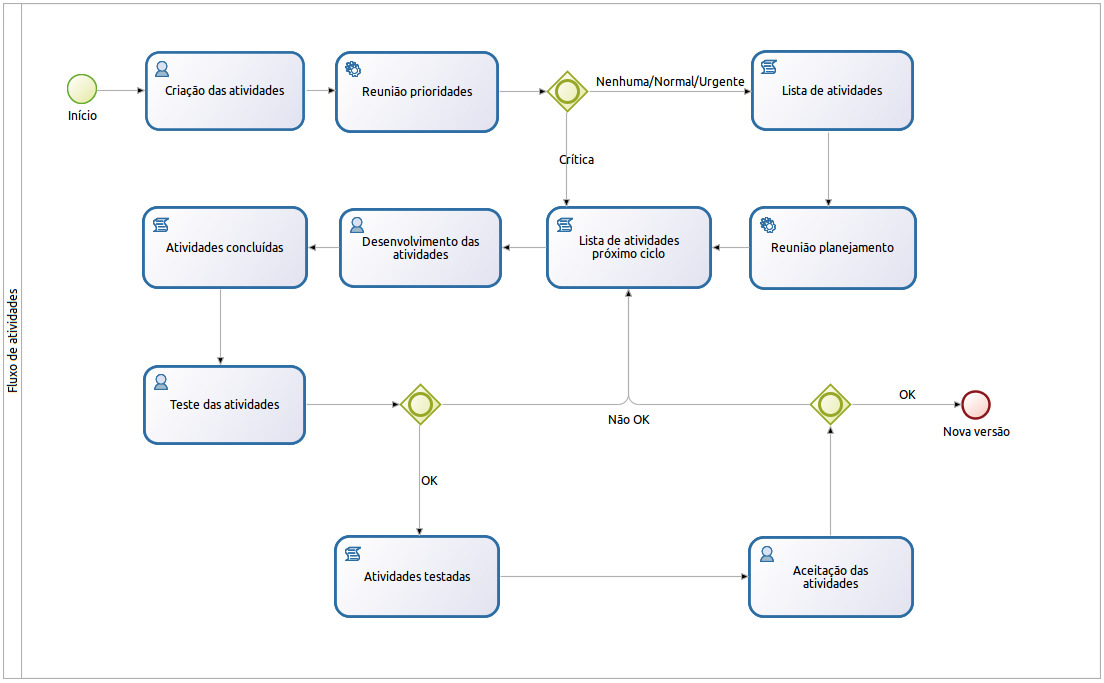 Fluxo de atividades
Início
Criação das atividades
Reunião prioridades
Nenhuma/Normal/Urgente
Lista de atividades
Crítica
Atividades concluídas
Desenvolvimento das
atividades
Lista de atividades
próximo ciclo
Reunião planejamento
Teste das atividades
Não OK
OK
Nova versão
OK
Atividades testadas
Aceitação das
atividades